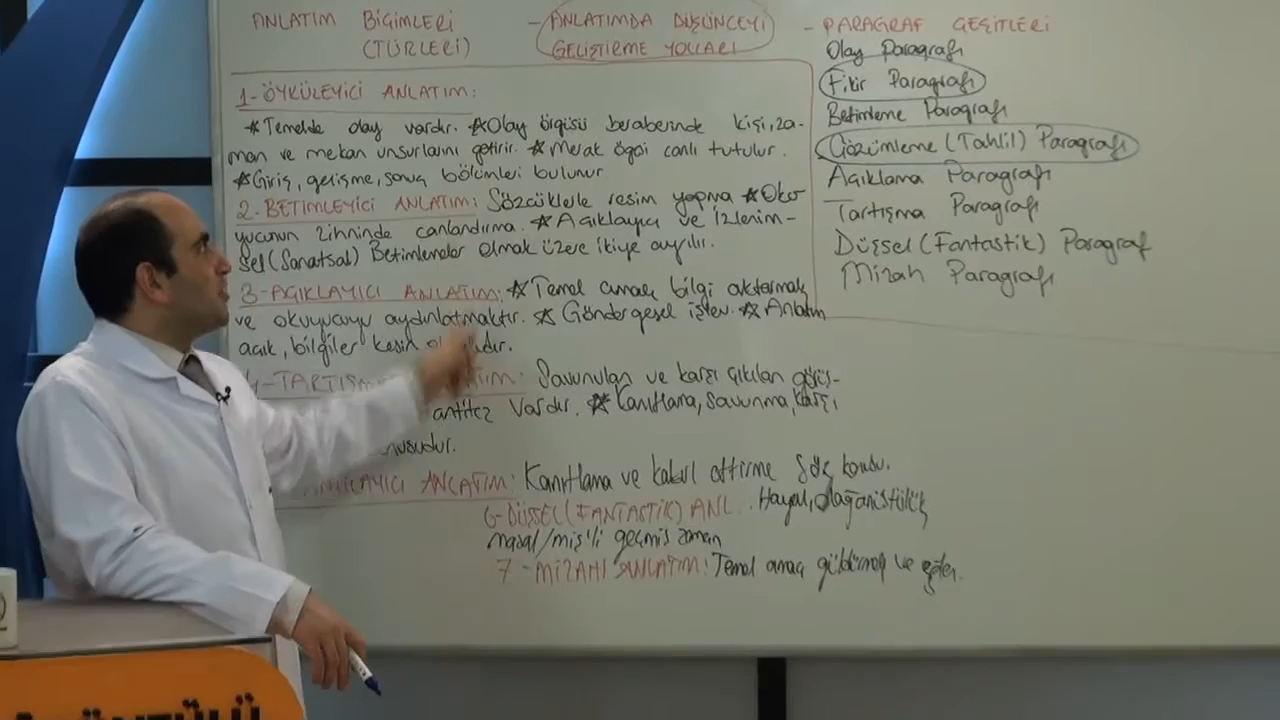 ANLATIM BİÇİMLERİ
(TÜRLERİ)
- ANLATIMDA DÜŞÜNCEYİ
GELİŞTİRME YOLLARI
- PARAGRAF ÇEŞİTLERİ
Olay Paragrafı
Fikir Paragrafı
Betimleme Paragrafı
Çözümleme (Tahlil) Paragrafı
Açıklama Paragrafı
Tartışma Paragrafı
Düşsel (Fantastik) Paragraf
Mizah Paragrafı
1-ÖYKÜLEYİCİ ANLATIM:
* Temelde olay vardır. * Olay örgüsü beraberinde kişi, za-
man ve mekan unsurlarını getirir. * Merak ögesi canlı tutulur.
* Giriş, gelişme, sonuç bölümleri bulunur
2-BETİMLEYİCİ ANLATIM: Sözcüklerle resim yapma * Oku-
yucunun zihninde canlandırma. * Açıklayıcı ve İzlenim-
sel (Sanatsal) Betimlemeler olmak üzere ikiye ayrılır.
3-AÇIKLAYICI ANLATIM: * Temel amaç bilgi aktarmak
ve okuyucuyu aydınlatmaktır. * Göndergesel işlev. * Anlatım
açık, bilgiler kesin
4-TARTIŞM : Savunulan ve karşı çıkılan görüş-
antitez vardır. * Kanıtlama, savunma, karşı
usudur.
ANLATIM: Kanıtlama ve kabul ettirme söz konusu.
6-DÜŞSEL (FANTASTİK) ANL.. Hayal, olağanüstülük
masal/miş'li geçmiş zaman
7-MİZAHİ ANLATIM: Temel amaç güldürmek ve